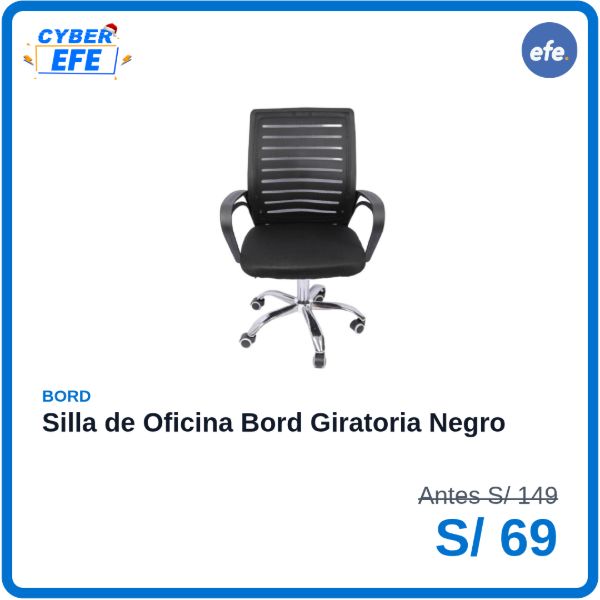 CYBER
EFE
efe.
BORD
Silla de Oficina Bord Giratoria Negro
Antes S/ 149
S/ 69